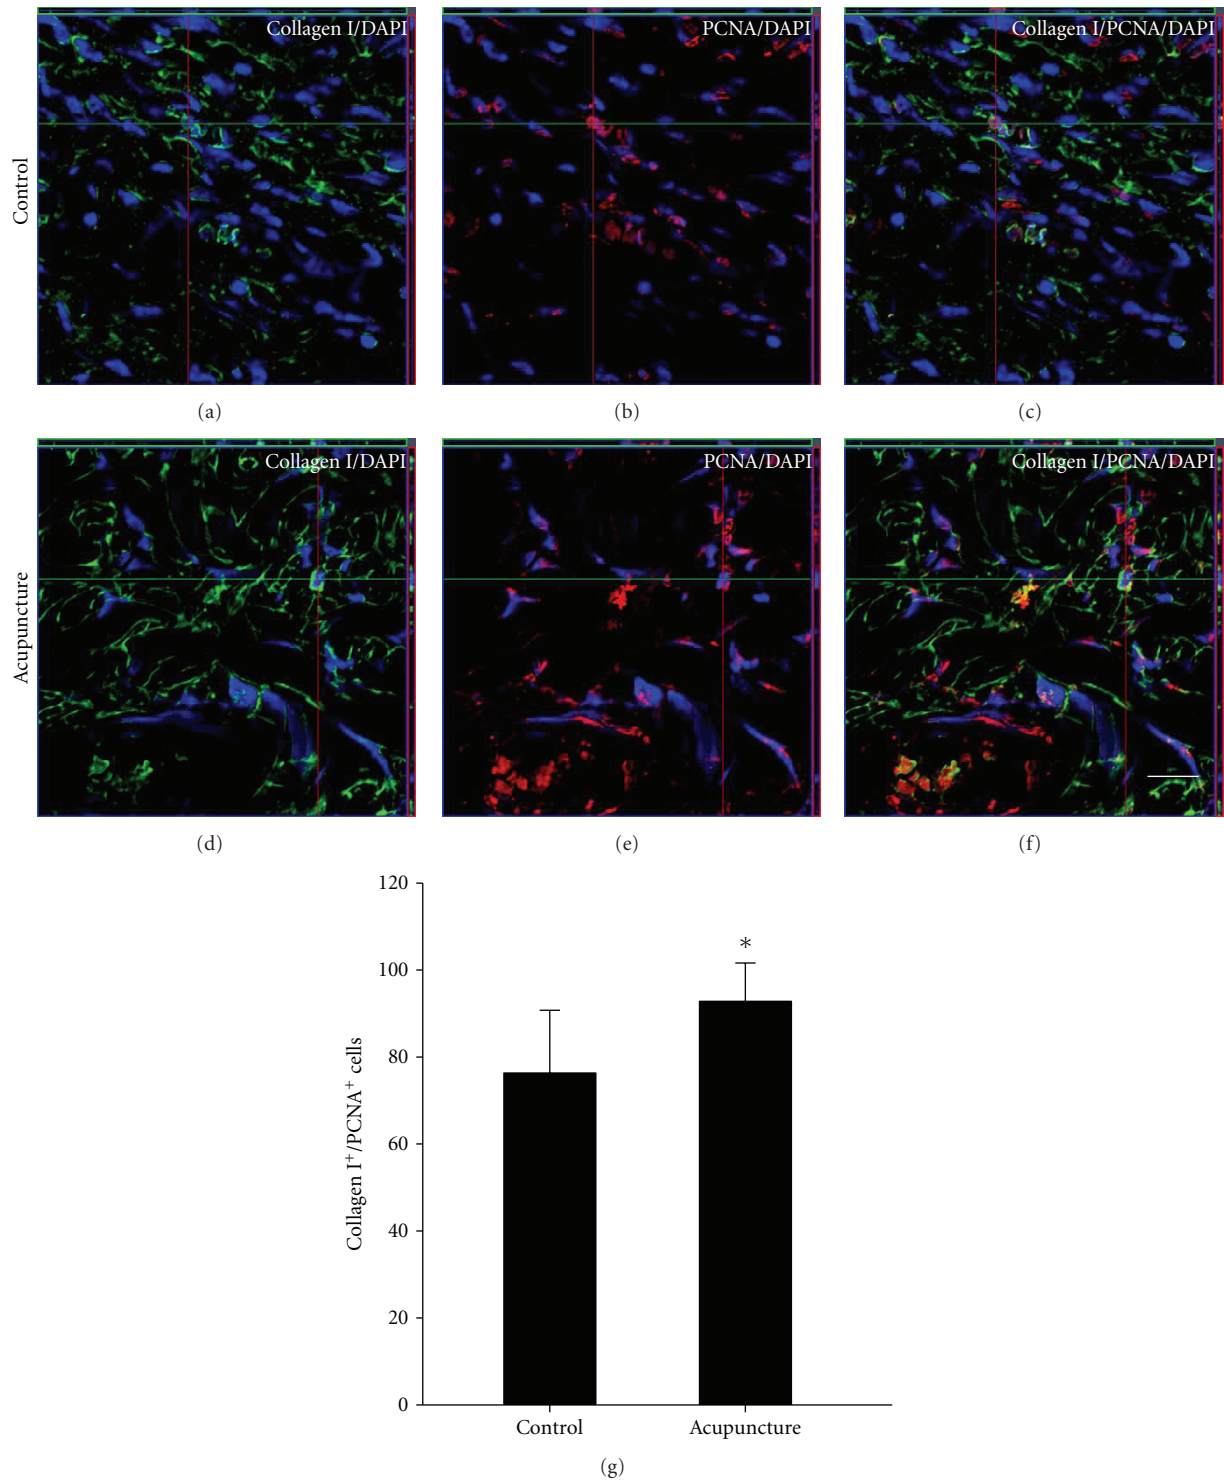 Collagen I/DAPI
PCNA/DAPI
Collagen I/PCNA/DAPI
Control
(a)
(b)
(c)
Collagen I/DAPI
PCNA/DAPI
Collagen I/PCNA/DAPI
Acupuncture
(d)
(e)
(f)
120
100
80
60
40
20
0
Collagen I⁺/PCNA⁺ cells
*
Control
Acupuncture
(g)